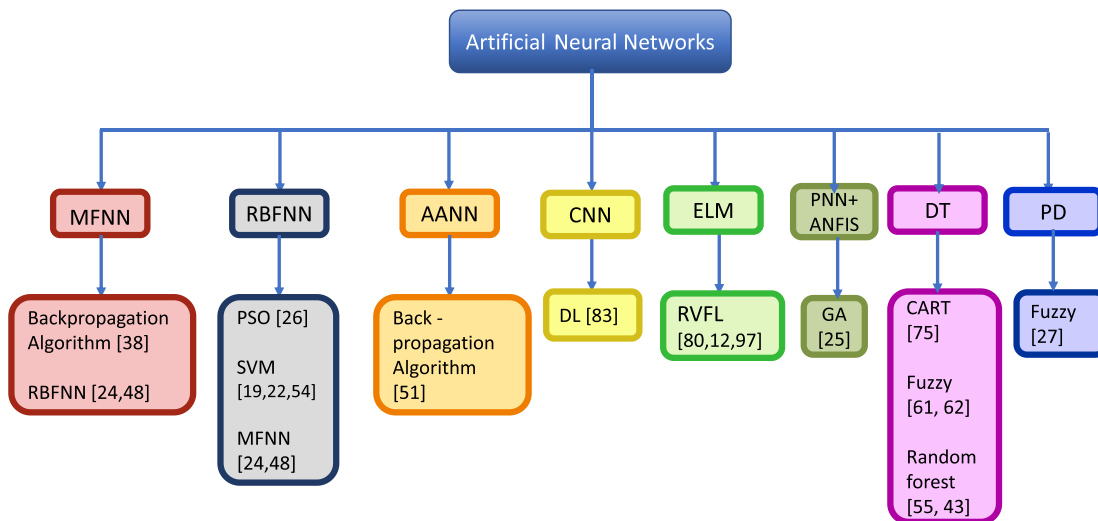 Artificial Neural Networks
MFNN
RBFNN
AANN
CNN
ELM
PNN+
ANFIS
DT
PD
Backpropagation
Algorithm [38]
RBFNN [24,48]
PSO [26]
SVM
[19,22,54]
MFNN
[24,48]
Back -
propagation
Algorithm
[51]
DL [83]
RVFL
[80,12,97]
GA
[25]
CART
[75]
Fuzzy
[61, 62]
Random
forest
[55, 43]
Fuzzy
[27]